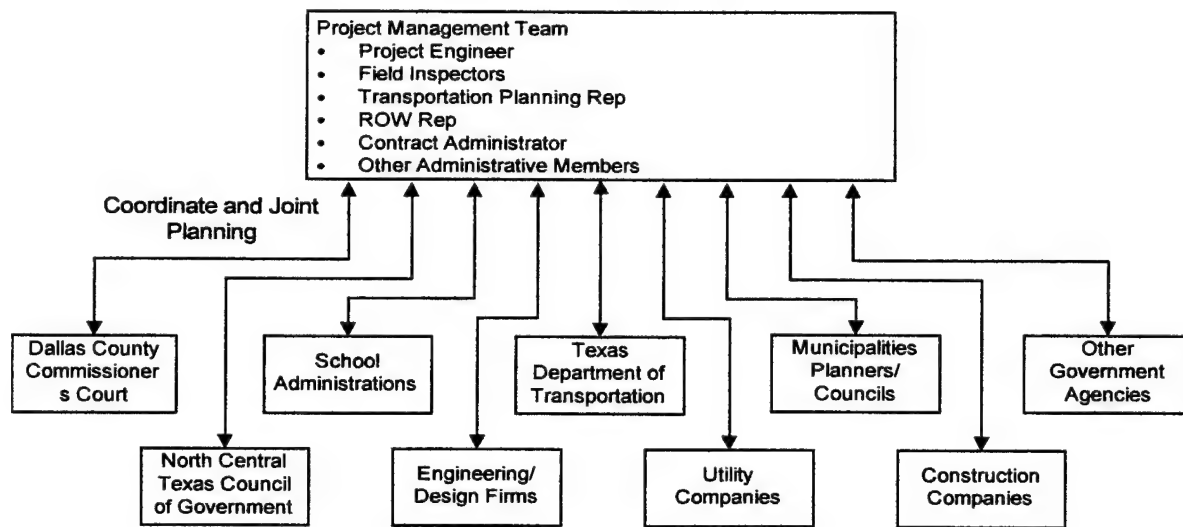 Project Management Team
• Project Engineer
• Field Inspectors
• Transportation Planning Rep
• ROW Rep
• Contract Administrator
• Other Administrative Members
Coordinate and Joint
Planning
Dallas County
Commissioner
s Court
School
Administrations
Texas
Department of
Transportation
Municipalities
Planners/
Councils
Other
Government
Agencies
North Central
Texas Council
of Government
Engineering/
Design Firms
Utility
Companies
Construction
Companies